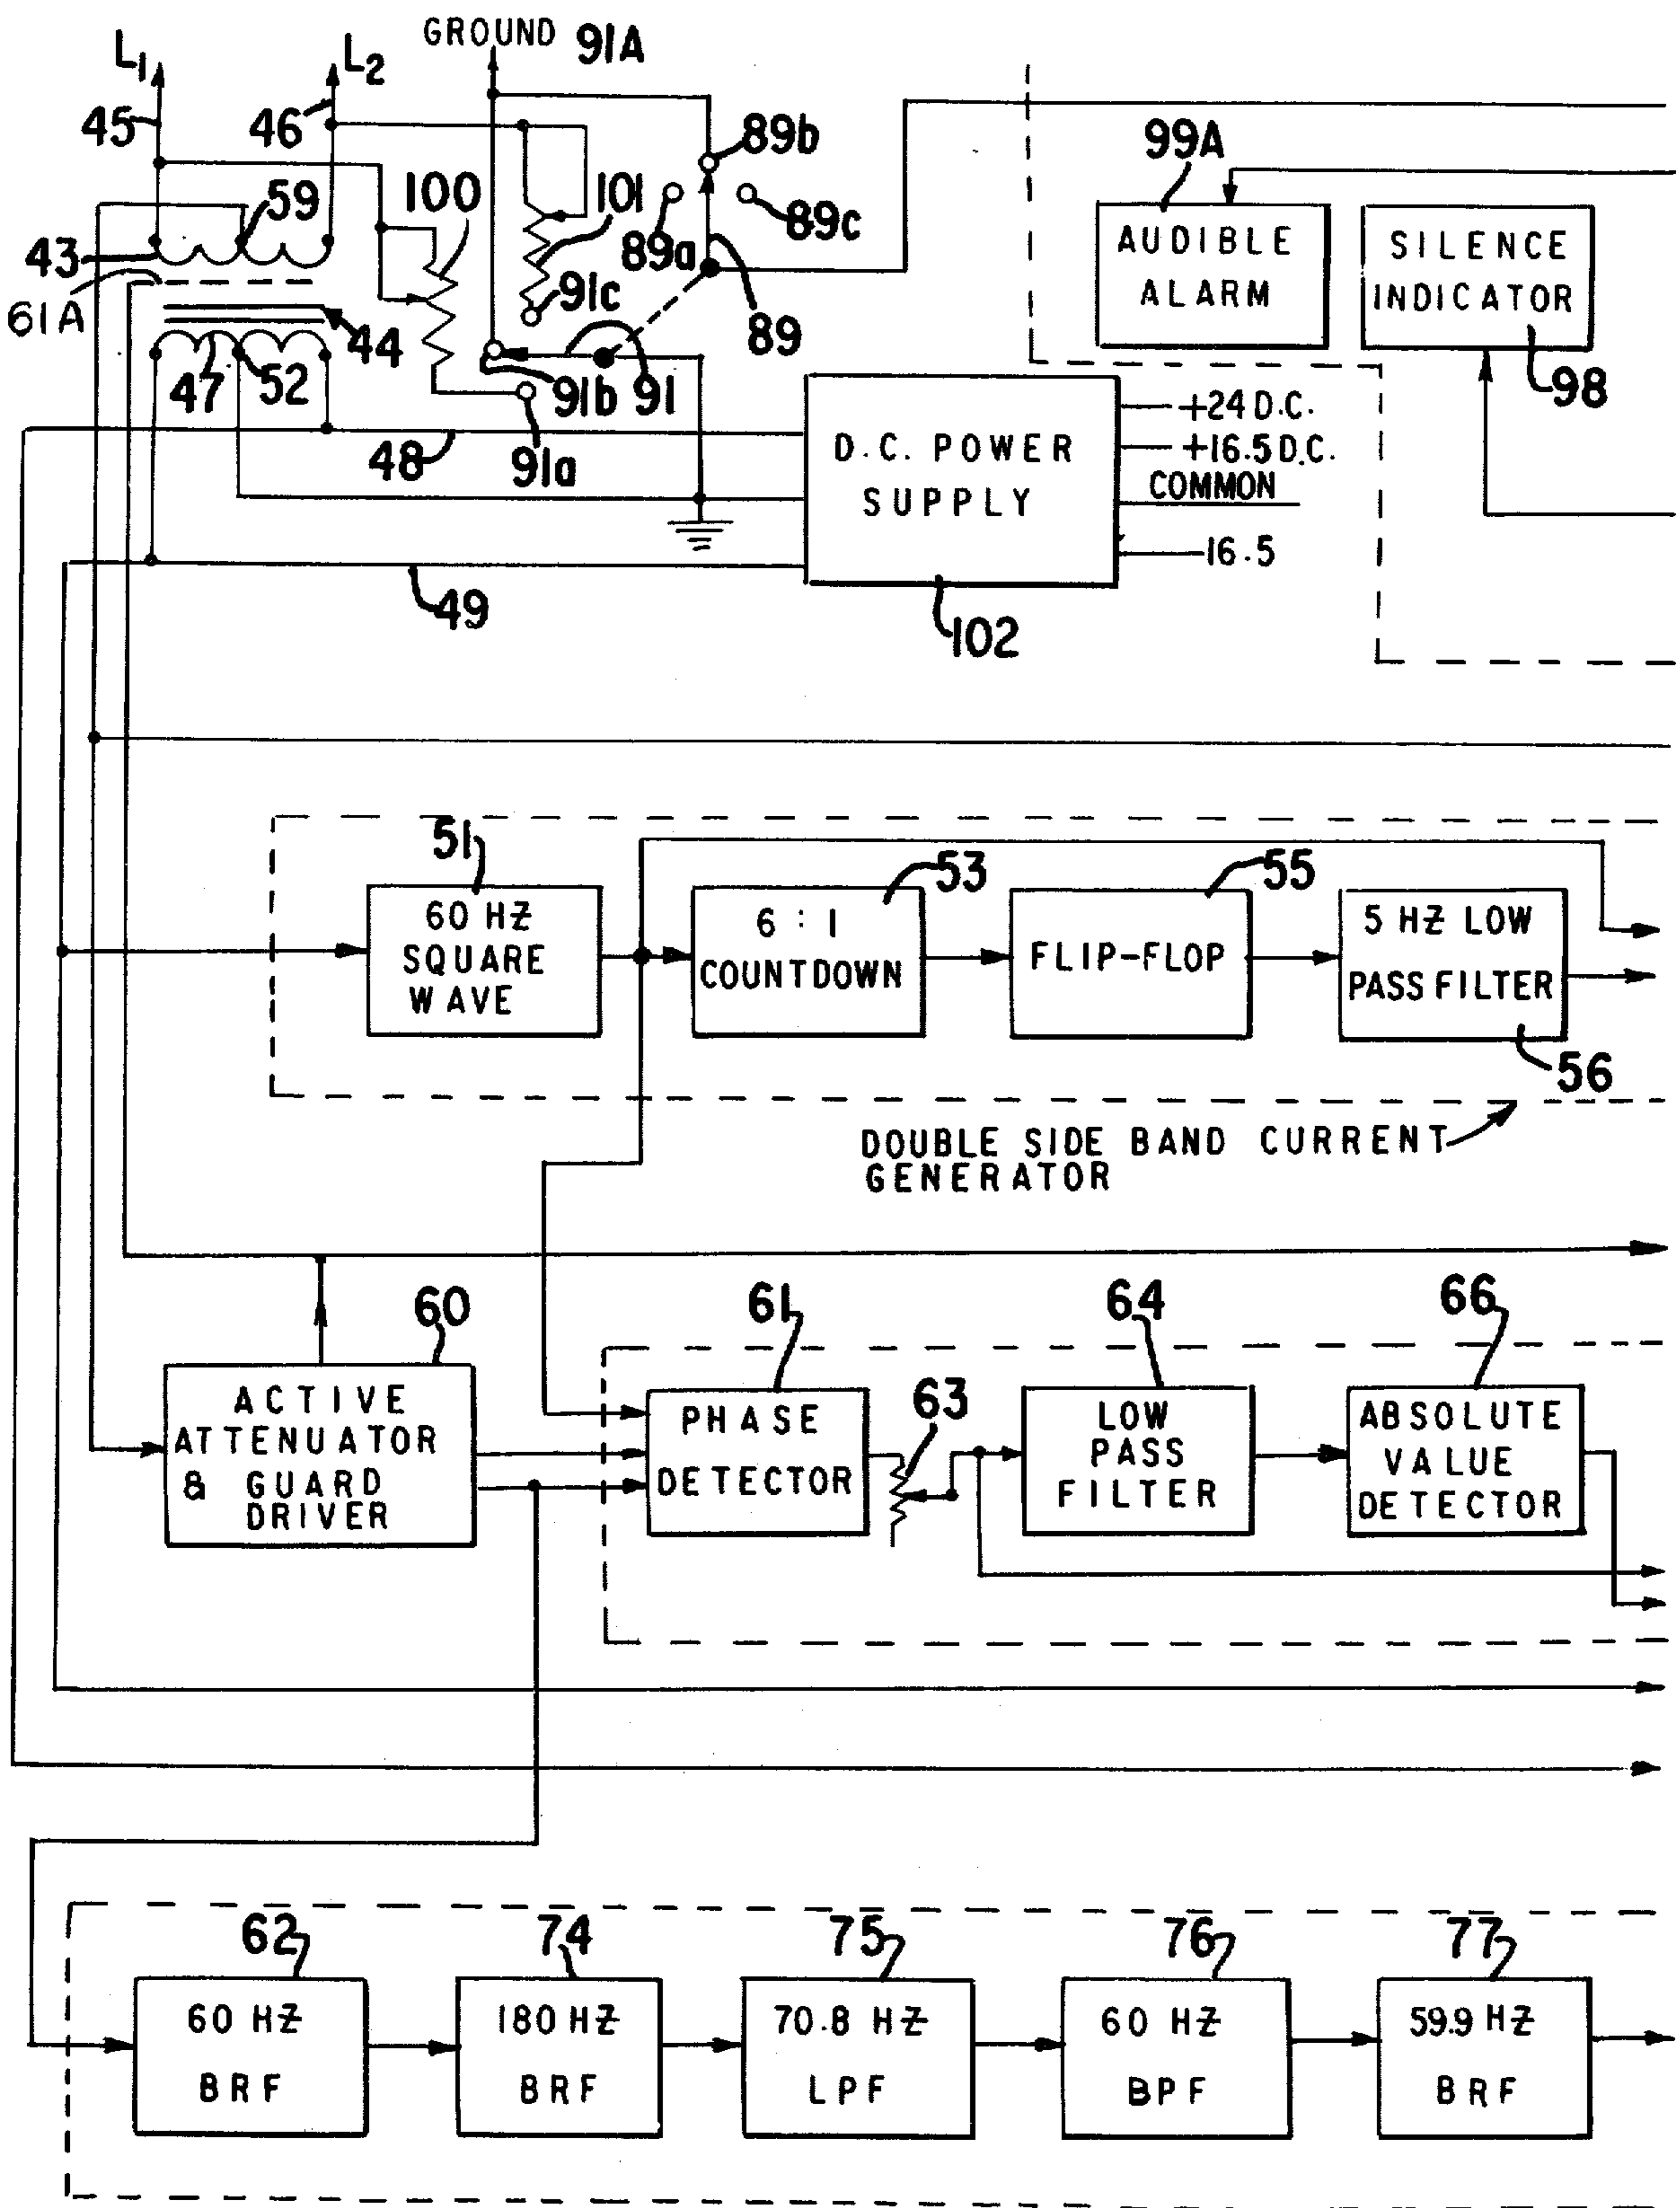 GROUND 91A
L1
L2
45
46
89b
99A
59
100
101
89a
89c
43
61A
91c
AUDIBLE
ALARM
SILENCE
INDICATOR
44
89
47
52
91b
91
98
48
91a
D.C. POWER
SUPPLY
+24 D.C.
+16.5 D.C.
COMMON
-16.5
49
102
51
53
55
60 HZ
SQUARE
WAVE
6 : 1
COUNTDOWN
FLIP-FLOP
5 HZ LOW
PASS FILTER
56
DOUBLE SIDE BAND CURRENT
GENERATOR
60
61
64
66
63
ACTIVE
ATTENUATOR
& GUARD
DRIVER
PHASE
DETECTOR
LOW
PASS
FILTER
ABSOLUTE
VALUE
DETECTOR
62
74
75
76
77
60 HZ
BRF
180 HZ
BRF
70.8 HZ
LPF
60 HZ
BPF
59.9 HZ
BRF